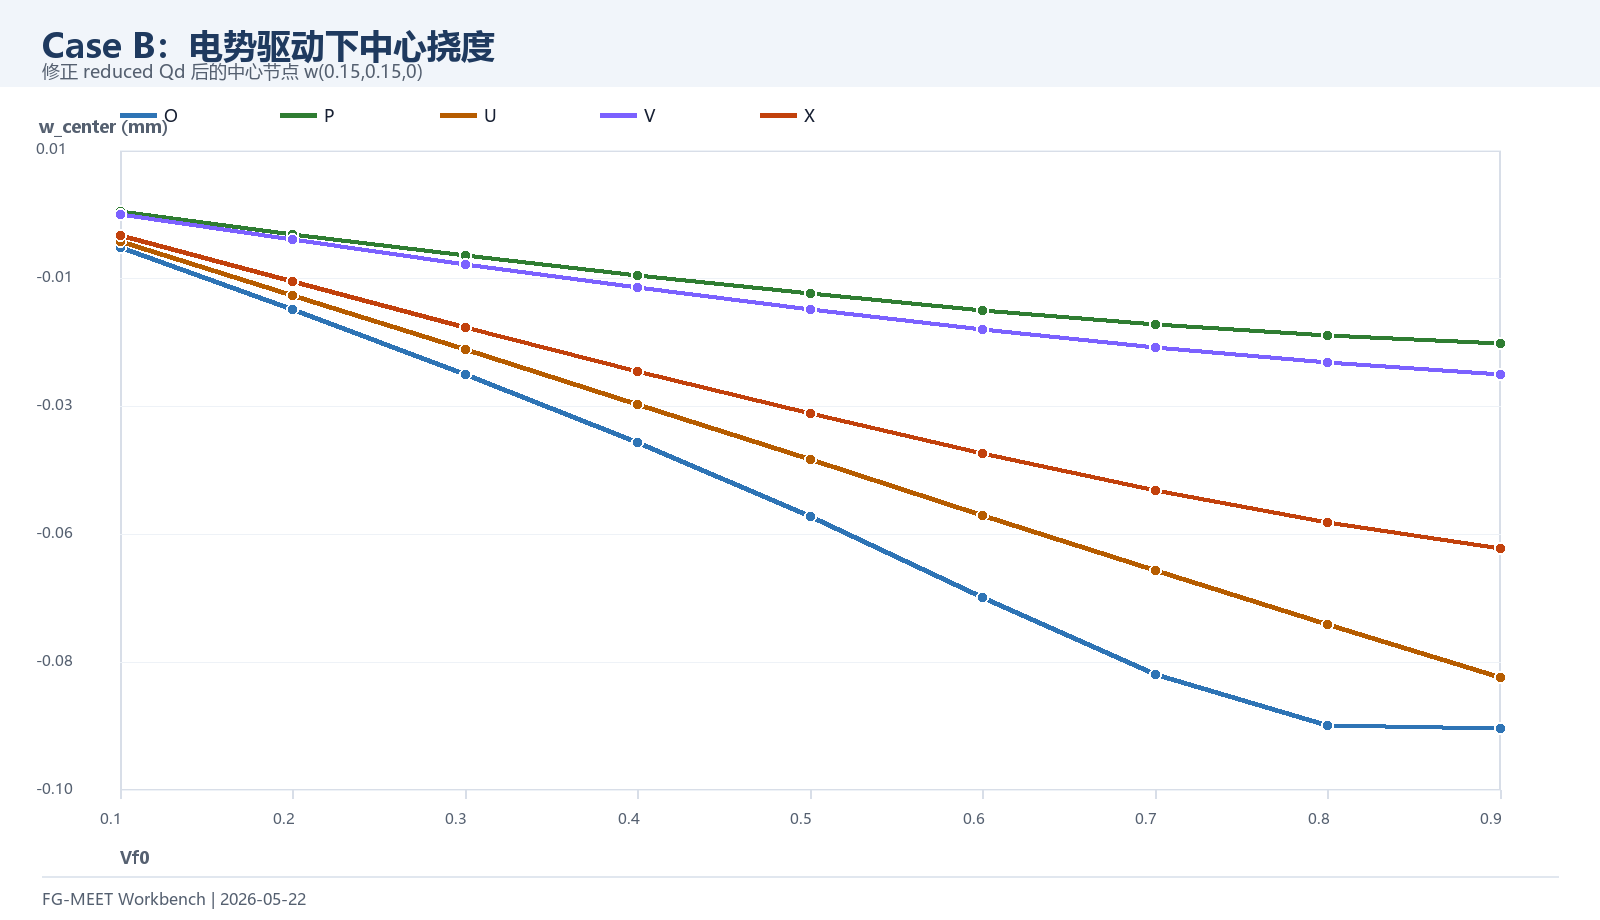 Case B：电势驱动下中心挠度
修正 reduced Qd 后的中心节点 w(0.15,0.15,0)
O P U V X
w_center (mm)
0.01
-0.01
-0.03
-0.06
-0.08
-0.10
0.1 0.2 0.3 0.4 0.5 0.6 0.7 0.8 0.9
Vf0
FG-MEET Workbench | 2026-05-22